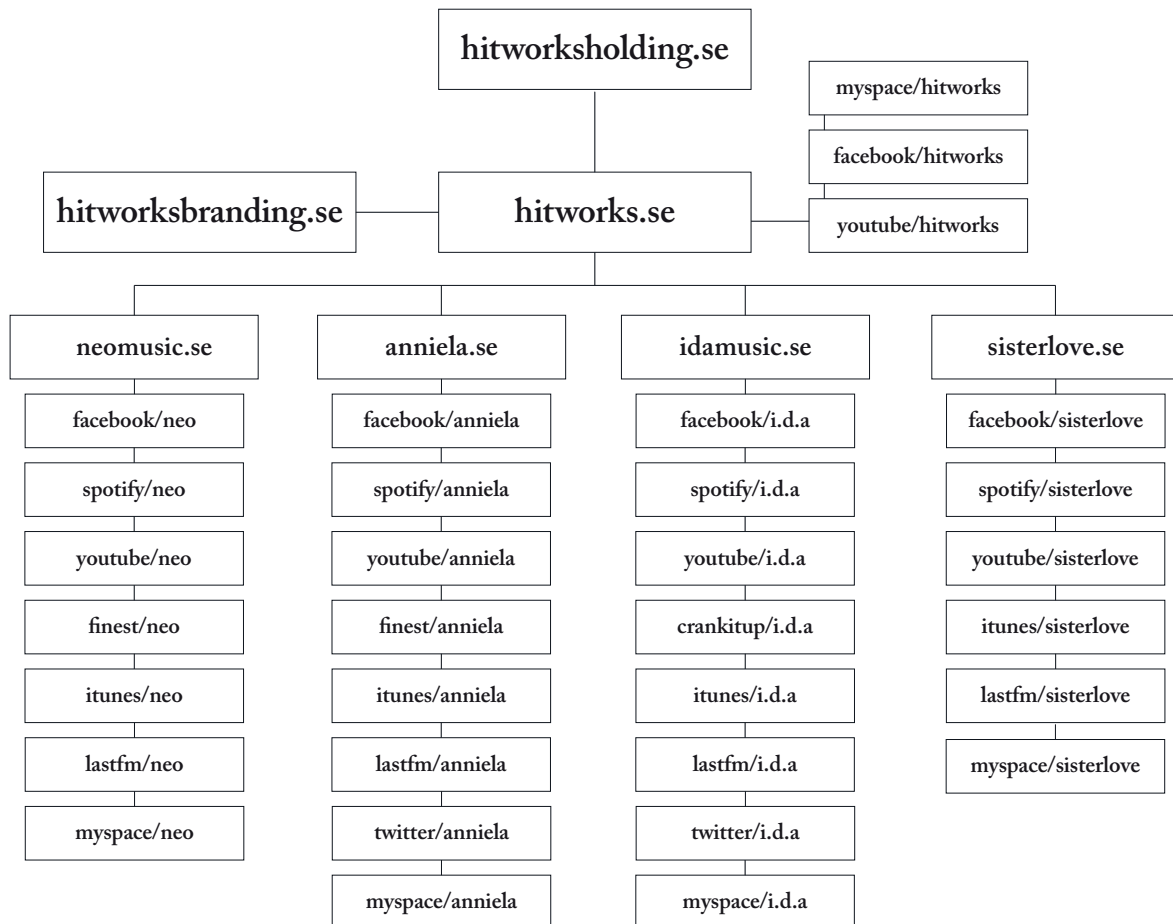 hitworksholding.se
myspace/hitworks
facebook/hitworks
youtube/hitworks
hitworksbranding.se
hitworks.se
neomusic.se
facebook/neo
spotify/neo
youtube/neo
finest/neo
itunes/neo
lastfm/neo
myspace/neo
anniela.se
facebook/anniela
spotify/anniela
youtube/anniela
finest/anniela
itunes/anniela
lastfm/anniela
twitter/anniela
myspace/anniela
idamusic.se
facebook/i.d.a
spotify/i.d.a
youtube/i.d.a
crankitup/i.d.a
itunes/i.d.a
lastfm/i.d.a
twitter/i.d.a
myspace/i.d.a
sisterlove.se
facebook/sisterlove
spotify/sisterlove
youtube/sisterlove
itunes/sisterlove
lastfm/sisterlove
myspace/sisterlove